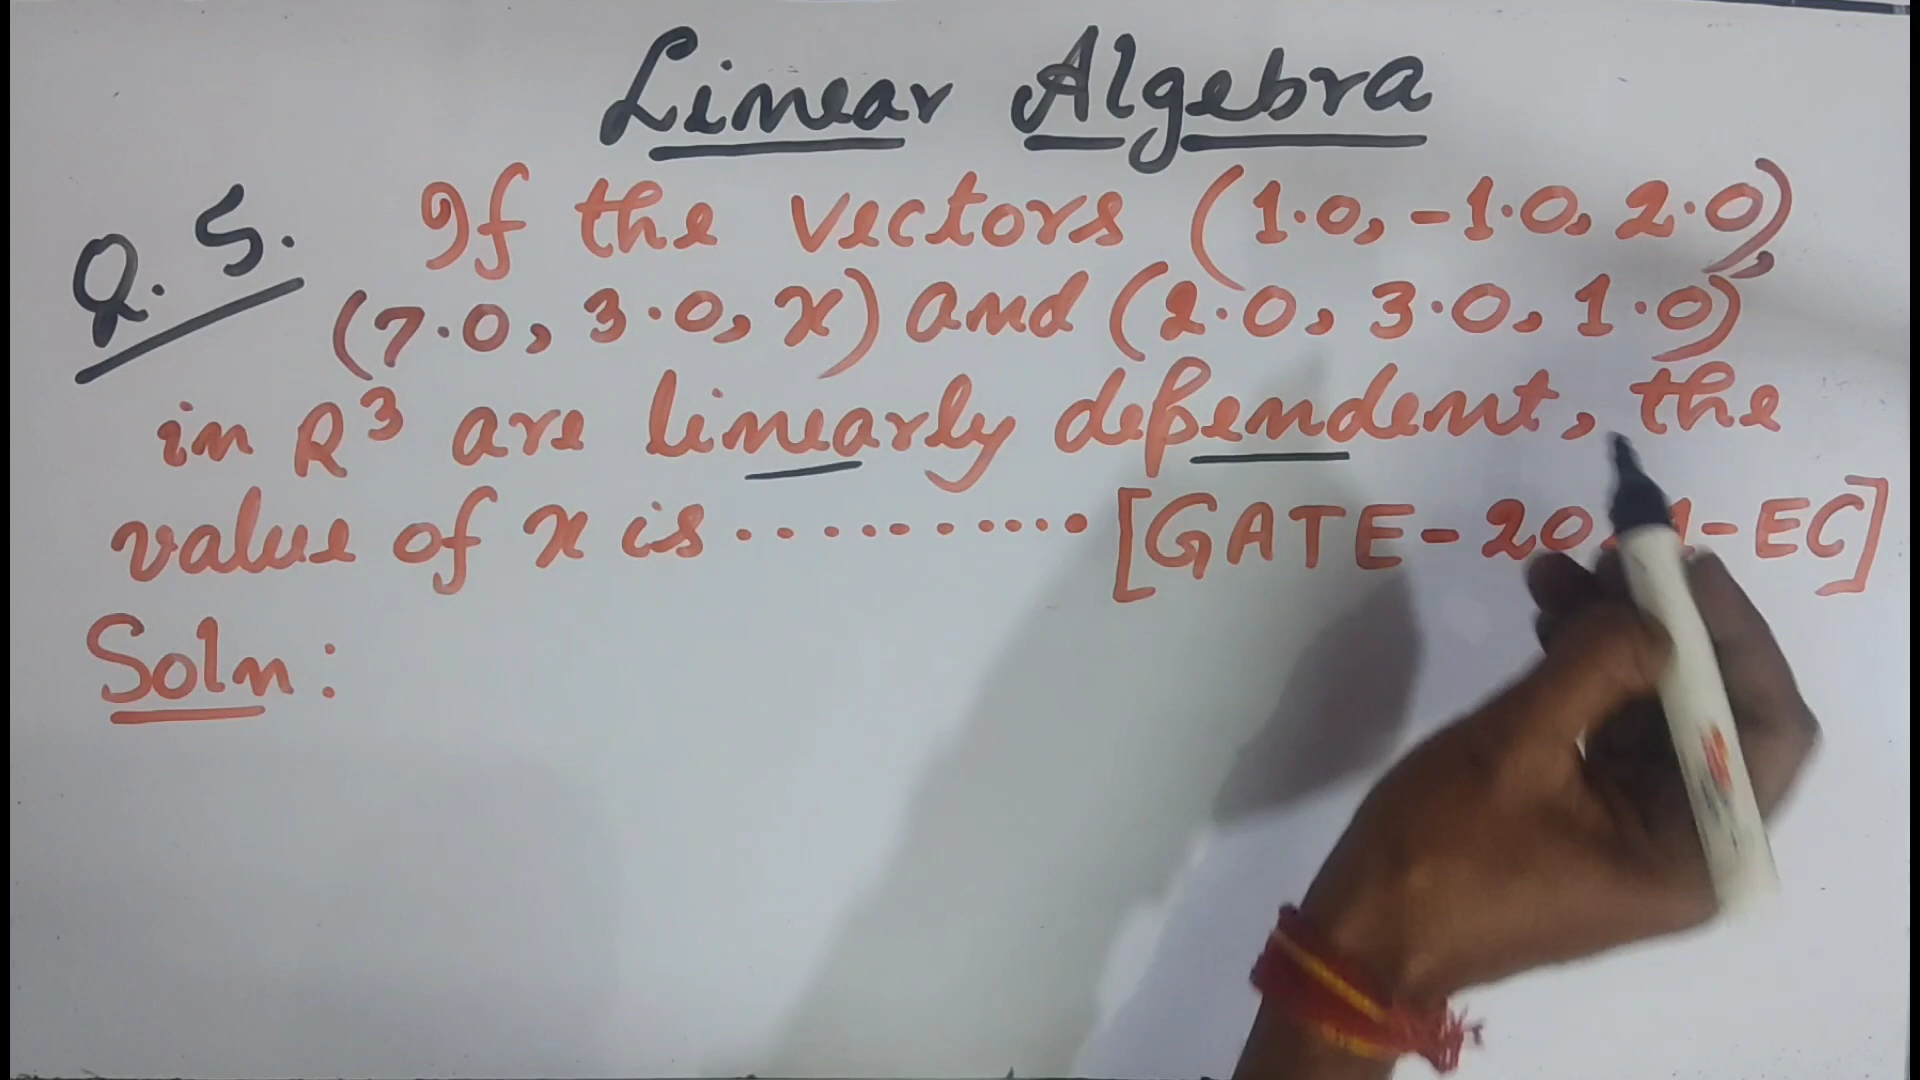 Linear Algebra
Q. 5. If the vectors (1.0, -1.0, 2.0),
(7.0, 3.0, x) and (2.0, 3.0, 1.0)
in R³ are linearly dependent, the
value of x is .......... [GATE- -EC]
Soln: